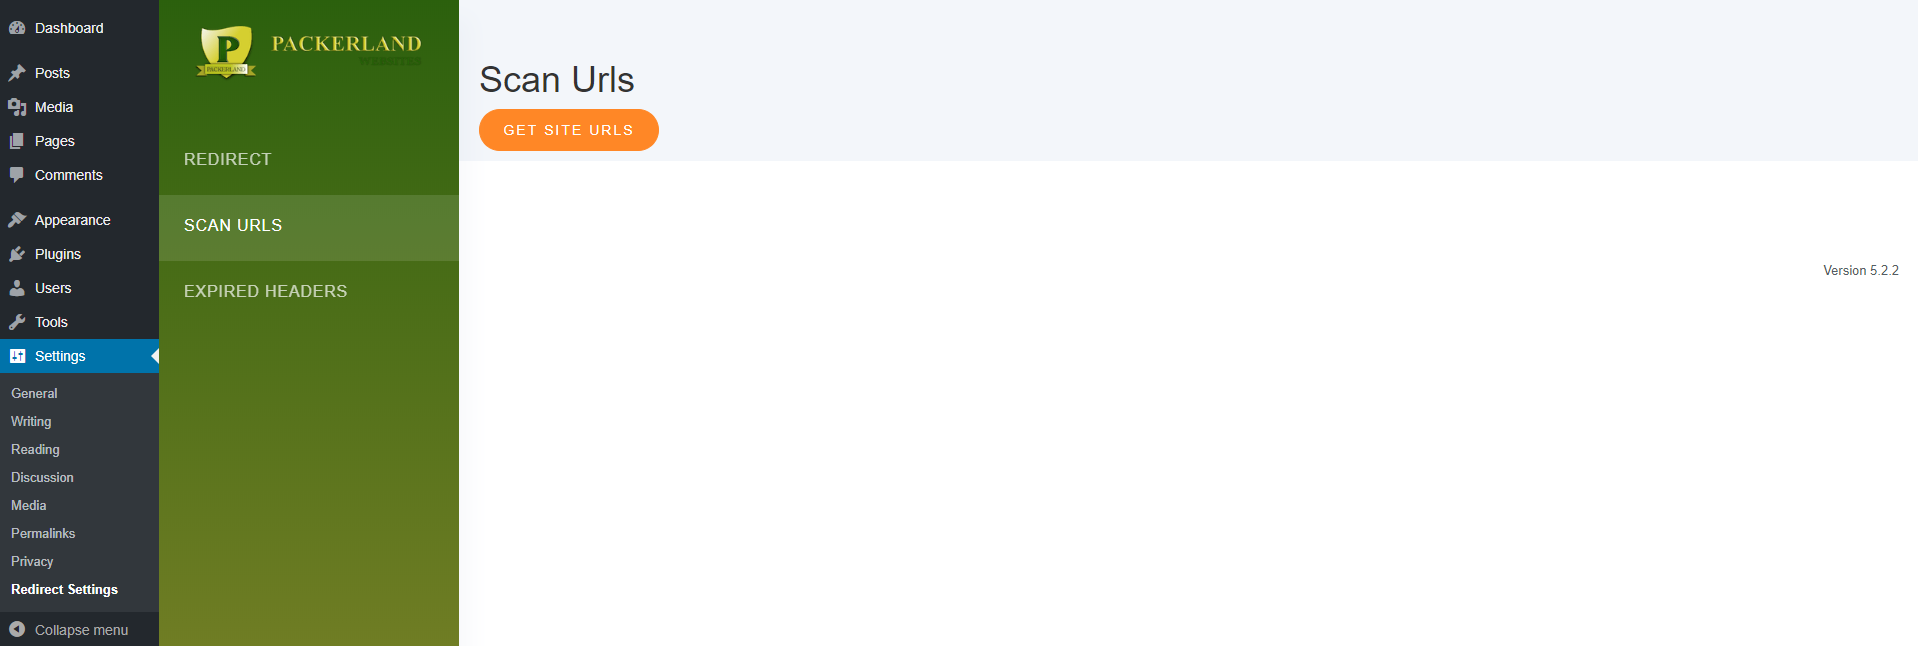 Dashboard
Posts
Media
Pages
Comments
Appearance
Plugins
Users
Tools
Settings
General
Writing
Reading
Discussion
Media
Permalinks
Privacy
Redirect Settings
Collapse menu
P
PACKERLAND
PACKERLAND
WEBSITES
REDIRECT
SCAN URLS
EXPIRED HEADERS
Scan Urls
GET SITE URLS
Version 5.2.2